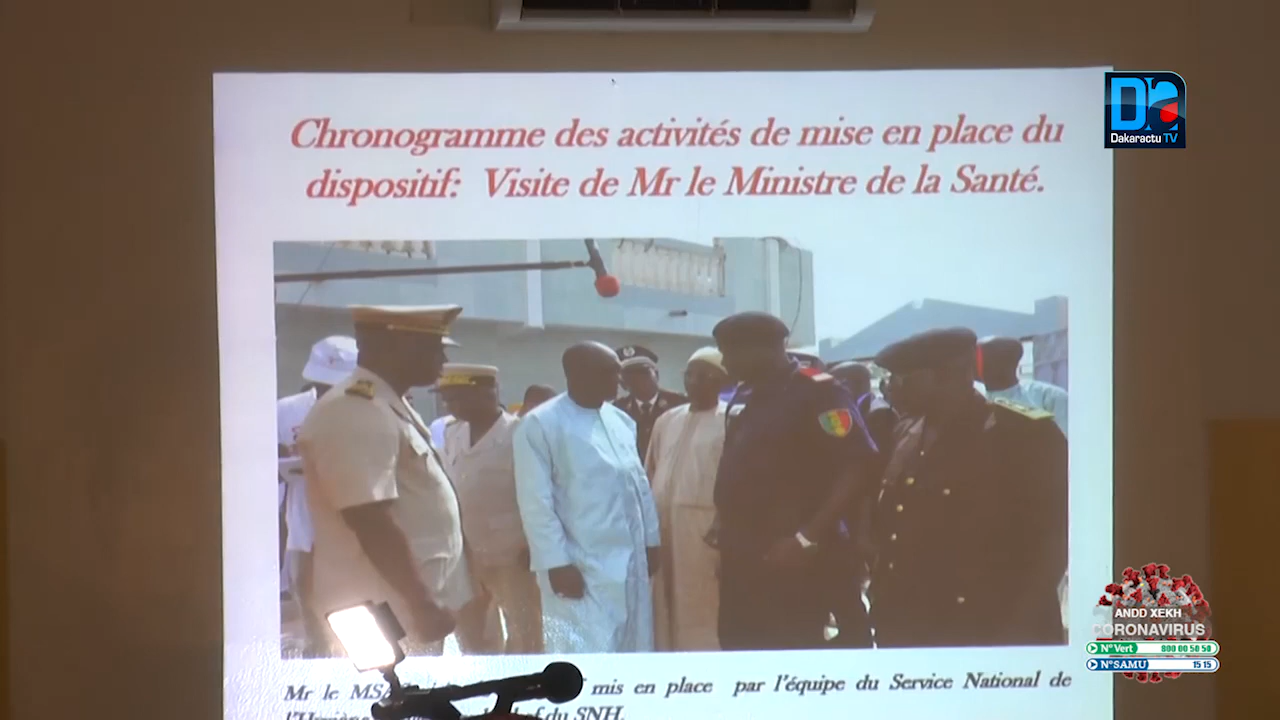 Chronogramme des activités de mise en place du
dispositif: Visite de Mr le Ministre de la Santé.
Dakaractu TV
ANDD XEKH
CORONAVIRUS
N°Vert 800 00 50 50
N°SAMU 15 15
Mr le mis en place par l'équipe du Service National de
du SNH.